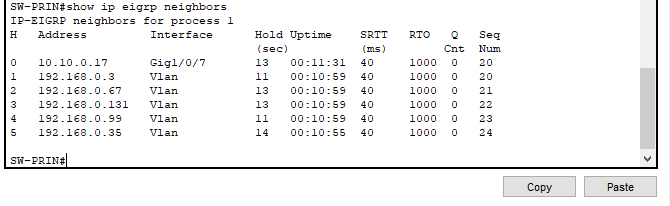 SW-PRIN#show ip eigrp neighbors
IP-EIGRP neighbors for process 1
H   Address         Interface      Hold Uptime    SRTT   RTO   Q   Seq
                                   (sec)          (ms)        Cnt  Num
0   10.10.0.17      Gig1/0/7       13   00:11:31  40     1000  0   20
1   192.168.0.3     Vlan           11   00:10:59  40     1000  0   20
2   192.168.0.67    Vlan           13   00:10:59  40     1000  0   21
3   192.168.0.131   Vlan           13   00:10:59  40     1000  0   22
4   192.168.0.99    Vlan           11   00:10:59  40     1000  0   23
5   192.168.0.35    Vlan           14   00:10:55  40     1000  0   24
SW-PRIN#
Copy Paste